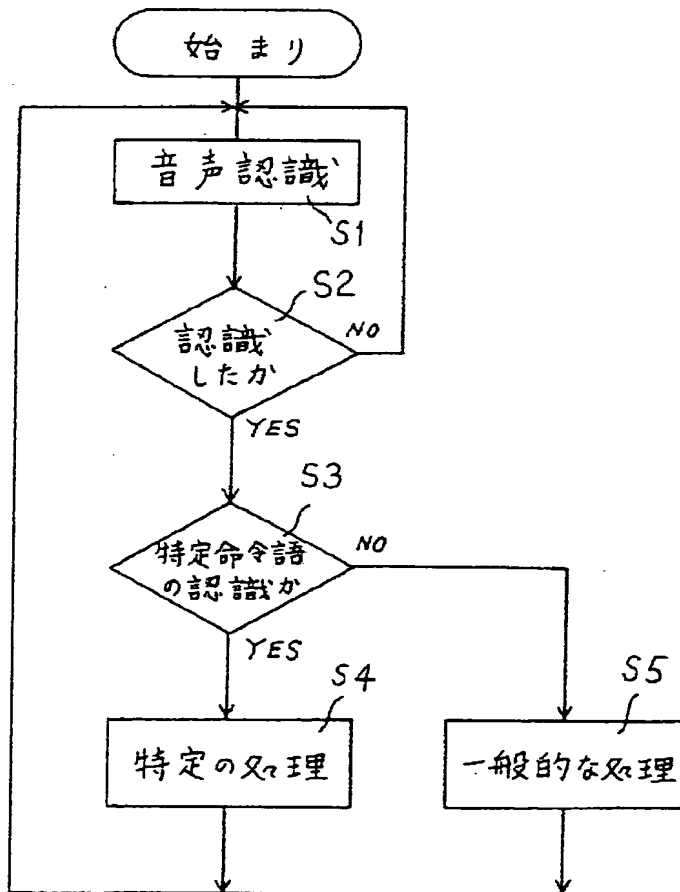 始まり
音声認識
S1
S2
認識
したか
NO
YES
S3
特定命令語
の認識か
NO
YES
S4
特定の処理
S5
一般的な処理